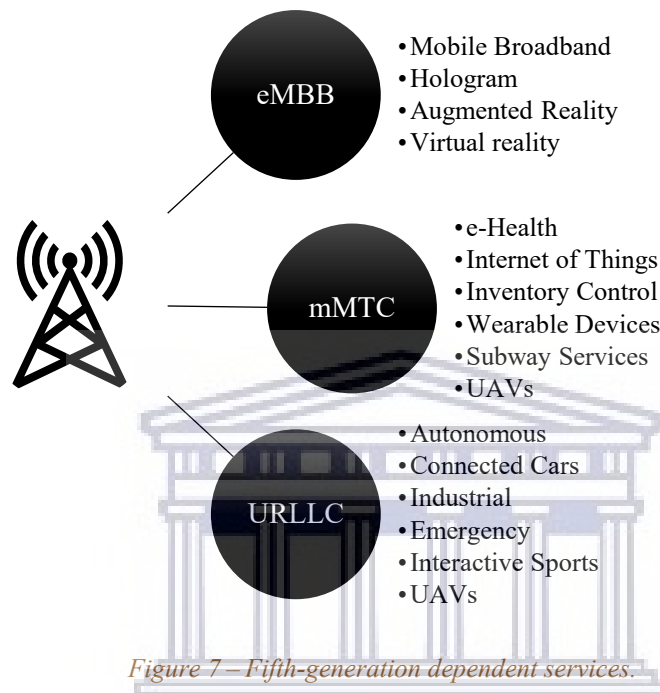 eMBB
•Mobile Broadband
•Hologram
•Augmented Reality
•Virtual reality
mMTC
•e-Health
•Internet of Things
•Inventory Control
•Wearable Devices
•Subway Services
•UAVs
URLLC
•Autonomous
•Connected Cars
•Industrial
•Emergency
•Interactive Sports
•UAVs
Figure 7 – Fifth-generation dependent services.